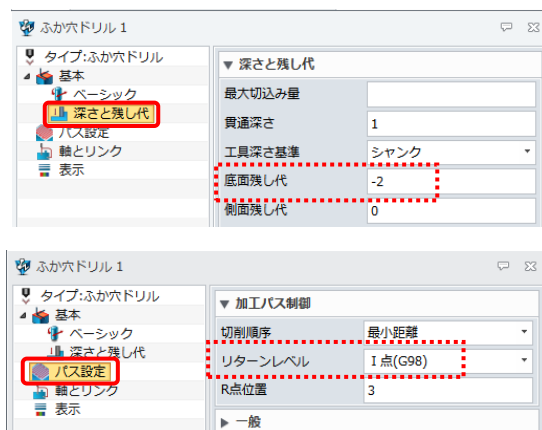 ふか穴ドリル 1
タイプ:ふか穴ドリル
基本
ベーシック
深さと残し代
パス設定
軸とリンク
表示
▼ 深さと残し代
最大切込み量
貫通深さ 1
工具深さ基準 シャンク
底面残し代 -2
側面残し代 0
ふか穴ドリル 1
タイプ:ふか穴ドリル
基本
ベーシック
深さと残し代
パス設定
軸とリンク
表示
▼ 加工パス制御
切削順序 最小距離
リターンレベル I 点(G98)
R点位置 3
▶ 一般